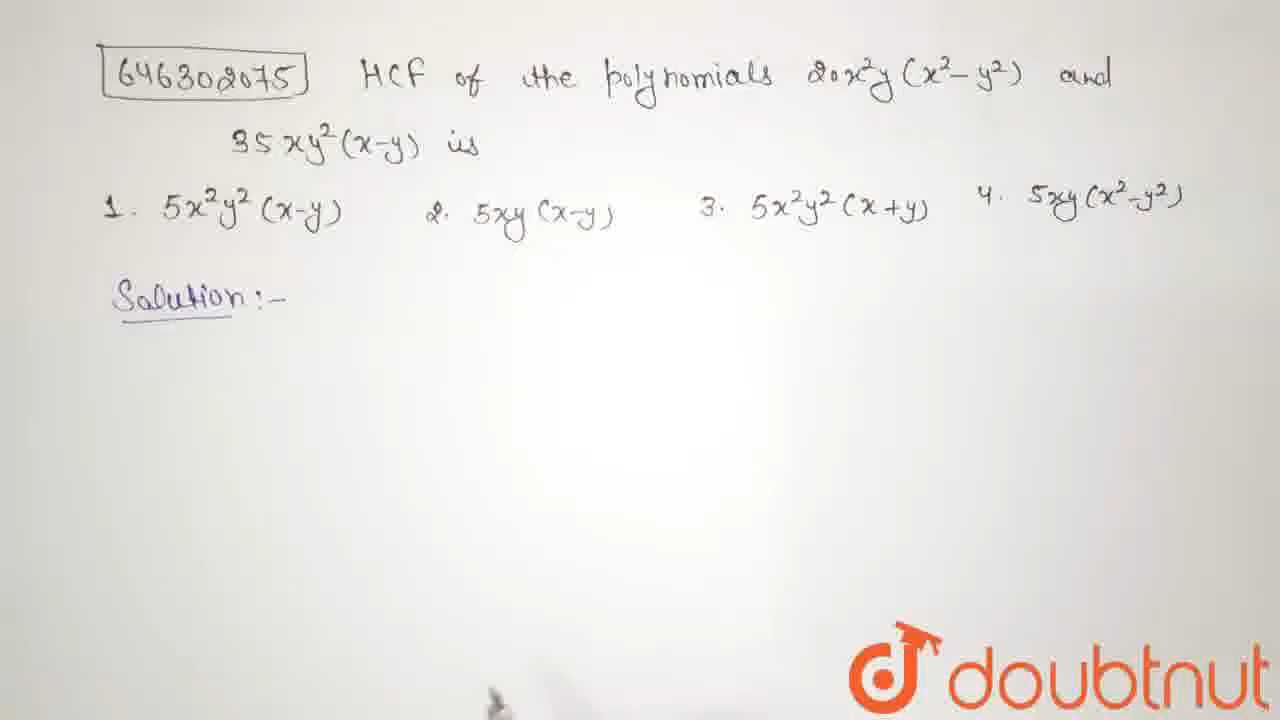 646302075 HCF of the polynomials 20x²y(x²-y²) and
35xy²(x-y) is
1. 5x²y²(x-y) 2. 5xy(x-y) 3. 5x²y²(x+y) 4. 5xy(x²-y²)
Solution:-
doubtnut